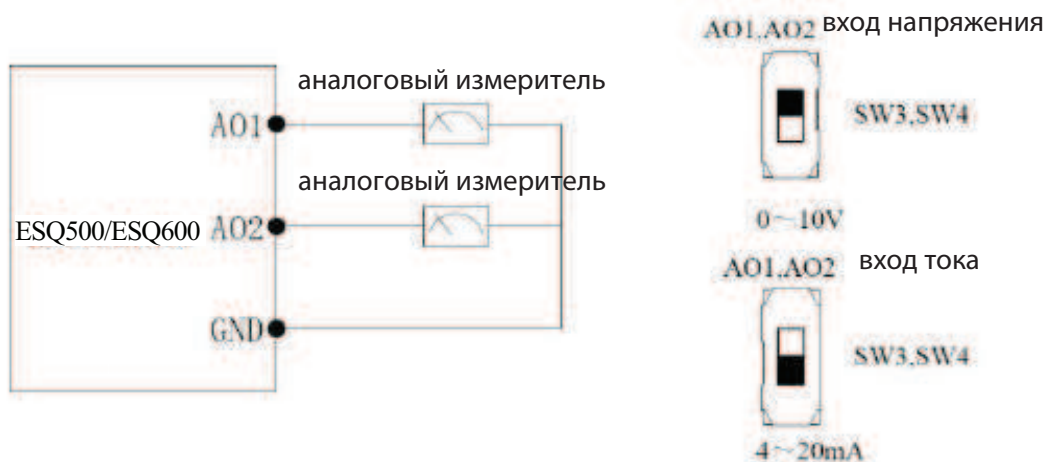 аналоговый измеритель
AO1
аналоговый измеритель
ESQ500/ESQ600 AO2
GND
AO1,AO2 вход напряжения
SW3,SW4
0~10V
AO1,AO2 вход тока
SW3,SW4
4~20mA